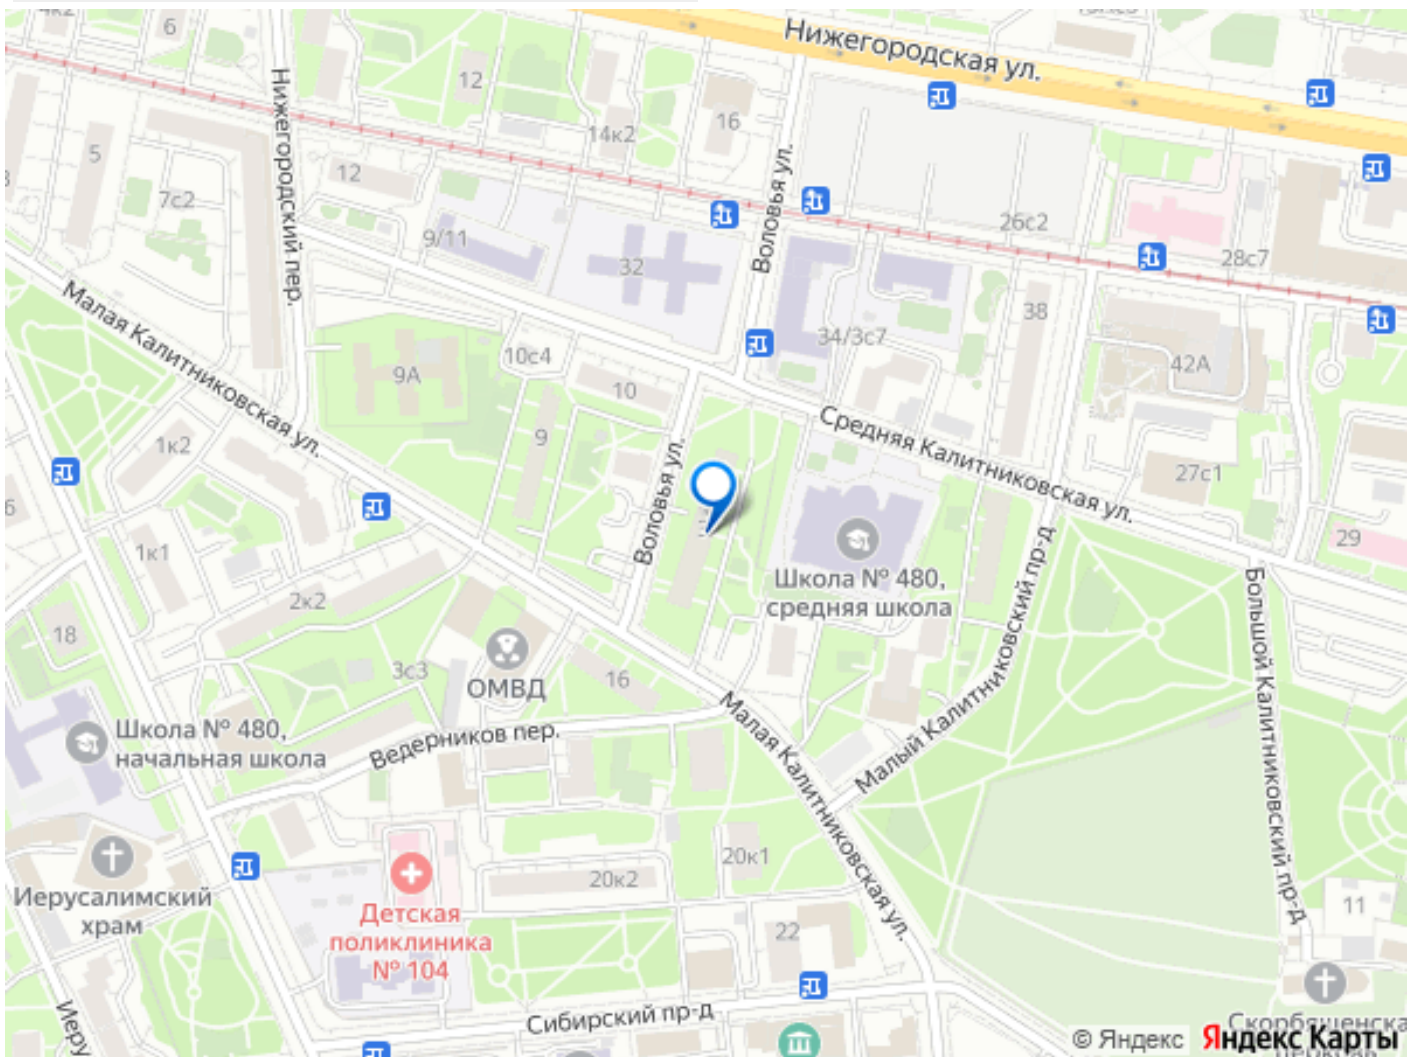 6
Нижегородская ул.
12
14к2
16
Нижегородский пер.
5
12
7с2
Воловья ул.
26с2
28с7
9/11
32
38
34/3с7
Малая Калитниковская ул.
10с4
9А
10
42А
Средняя Калитниковская ул.
1к2
9
Воловья ул.
27с1
29
1к1
Школа № 480,
средняя школа
Малый Калитниковский пр-д
Большой Калитниковский пр-д
2к2
18
3с3
ОМВД
16
Школа № 480,
начальная школа
Ведерников пер.
Малая Калитниковская ул.
20к1
20к2
Иерусалимский
храм
Детская
поликлиника
№ 104
22
11
Сибирский пр-д
Иеру
Скорбященска
© Яндекс
Яндекс Карты